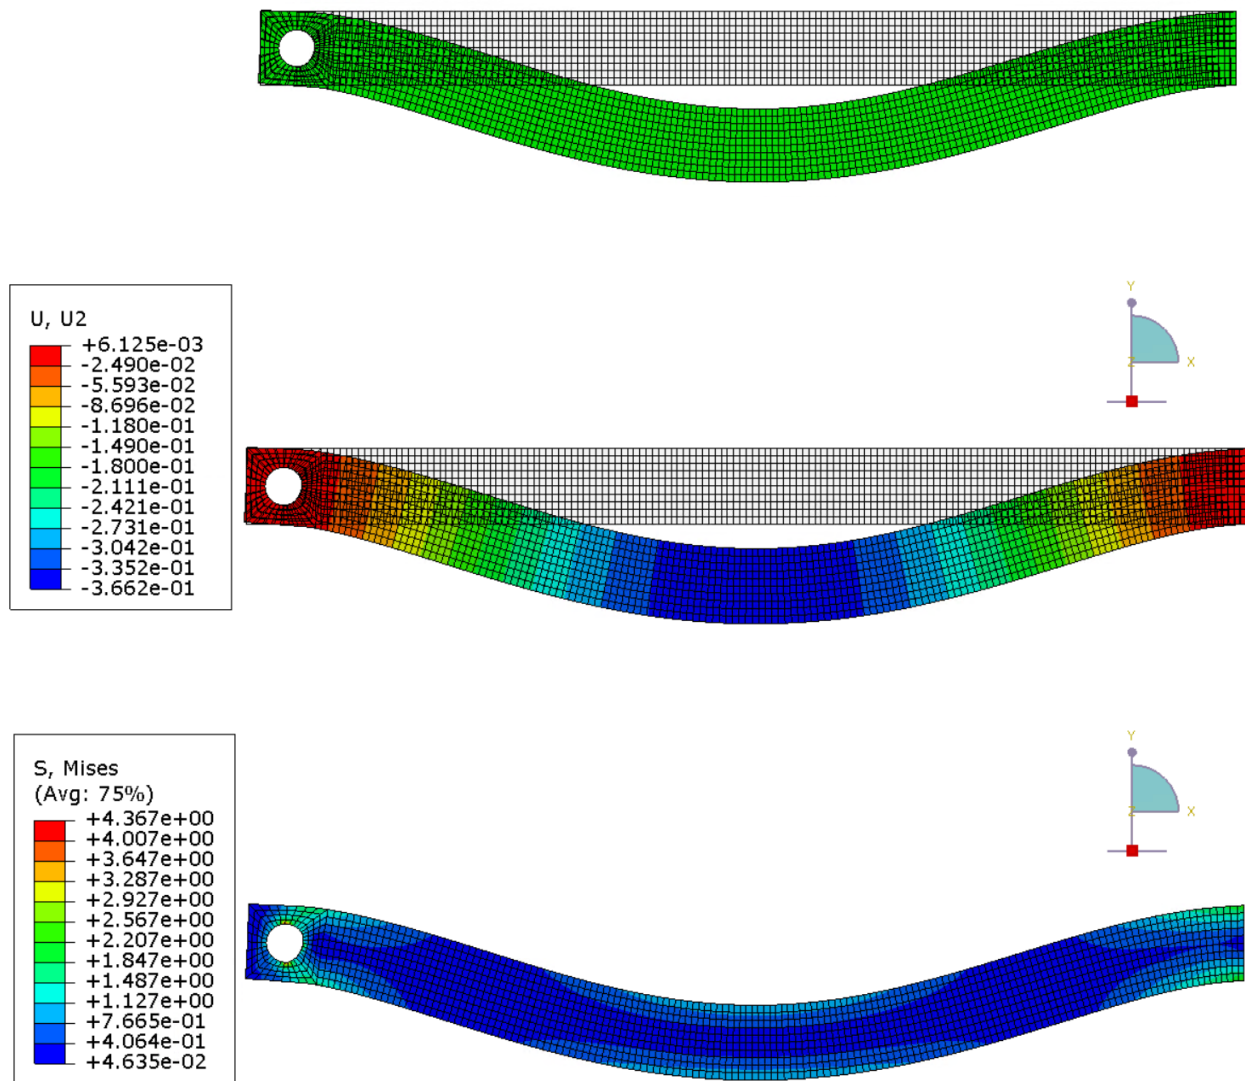 U, U2
+6.125e-03
-2.490e-02
-5.593e-02
-8.696e-02
-1.180e-01
-1.490e-01
-1.800e-01
-2.111e-01
-2.421e-01
-2.731e-01
-3.042e-01
-3.352e-01
-3.662e-01
Y
Z
X
S, Mises
(Avg: 75%)
+4.367e+00
+4.007e+00
+3.647e+00
+3.287e+00
+2.927e+00
+2.567e+00
+2.207e+00
+1.847e+00
+1.487e+00
+1.127e+00
+7.665e-01
+4.064e-01
+4.635e-02
Y
Z
X